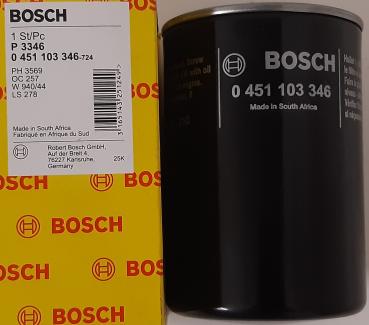 BOSCH
1 St/Pc
P 3346
0 451 103 346-724
PH 3569
OC 257
W 940/44
LS 278
3165143251249
Made in South Africa
Fabriqué en Afrique du Sud
Robert Bosch GmbH,
Auf der Breit 4,
76227 Karlsruhe,
Germany
25K
BOSCH
BOSCH
BOSCH
BOSCH
0 451 103 346
Made in South Africa